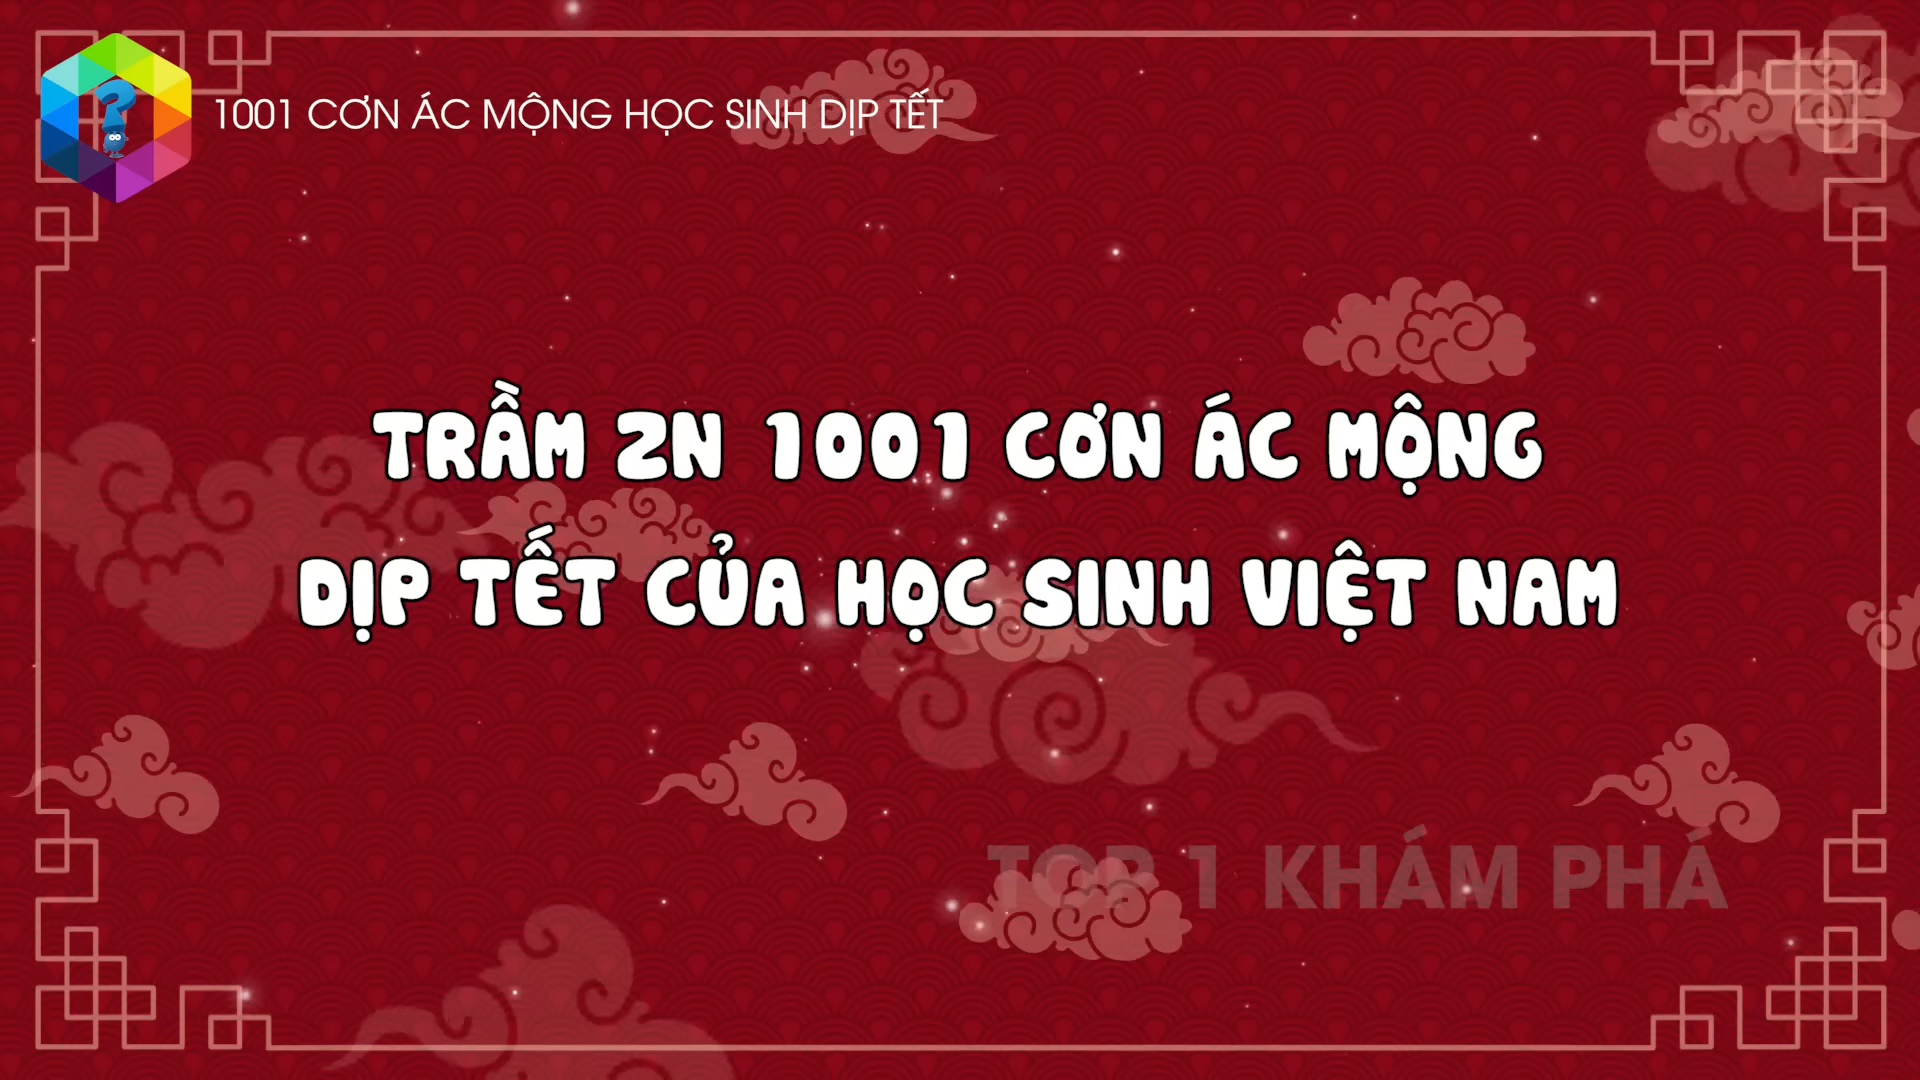 1001 CƠN ÁC MỘNG HỌC SINH DỊP TẾT
TRẦM ZN 1001 CƠN ÁC MỘNG
DỊP TẾT CỦA HỌC SINH VIỆT NAM
TOP 1 KHÁM PHÁ